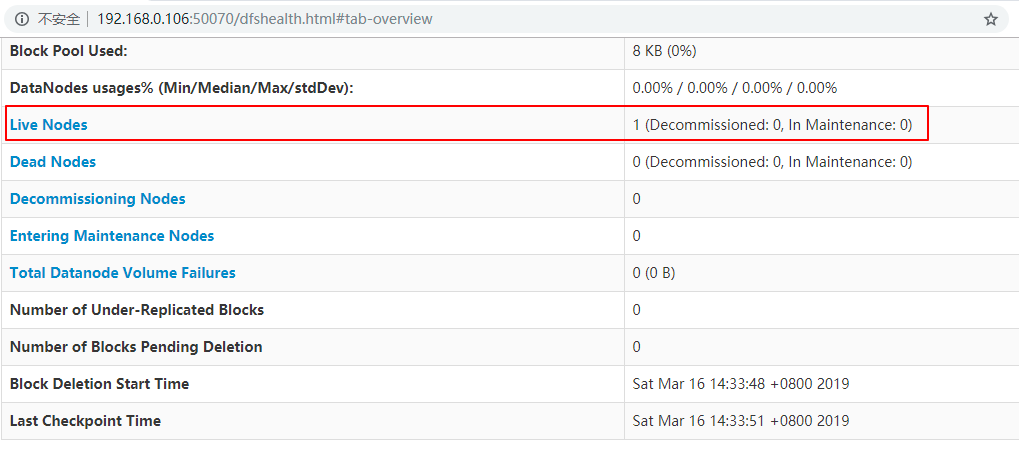 不安全 192.168.0.106:50070/dfshealth.html#tab-overview
Block Pool Used: 8 KB (0%)
DataNodes usages% (Min/Median/Max/stdDev): 0.00% / 0.00% / 0.00% / 0.00%
Live Nodes 1 (Decommissioned: 0, In Maintenance: 0)
Dead Nodes 0 (Decommissioned: 0, In Maintenance: 0)
Decommissioning Nodes 0
Entering Maintenance Nodes 0
Total Datanode Volume Failures 0 (0 B)
Number of Under-Replicated Blocks 0
Number of Blocks Pending Deletion 0
Block Deletion Start Time Sat Mar 16 14:33:48 +0800 2019
Last Checkpoint Time Sat Mar 16 14:33:51 +0800 2019